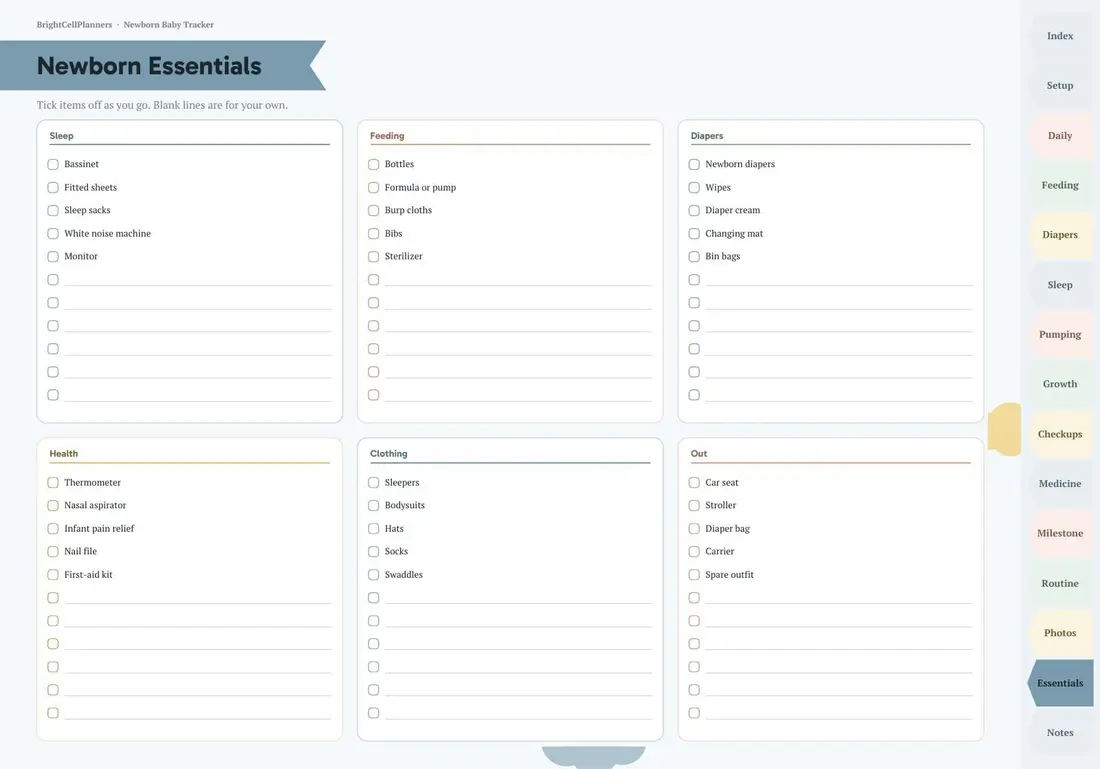 BrightCellPlanners · Newborn Baby Tracker
Newborn Essentials
Tick items off as you go. Blank lines are for your own.
Sleep
Bassinet
Fitted sheets
Sleep sacks
White noise machine
Monitor
Feeding
Bottles
Formula or pump
Burp cloths
Bibs
Sterilizer
Diapers
Newborn diapers
Wipes
Diaper cream
Changing mat
Bin bags
Health
Thermometer
Nasal aspirator
Infant pain relief
Nail file
First-aid kit
Clothing
Sleepers
Bodysuits
Hats
Socks
Swaddles
Out
Car seat
Stroller
Diaper bag
Carrier
Spare outfit
Index
Setup
Daily
Feeding
Diapers
Sleep
Pumping
Growth
Checkups
Medicine
Milestone
Routine
Photos
Essentials
Notes